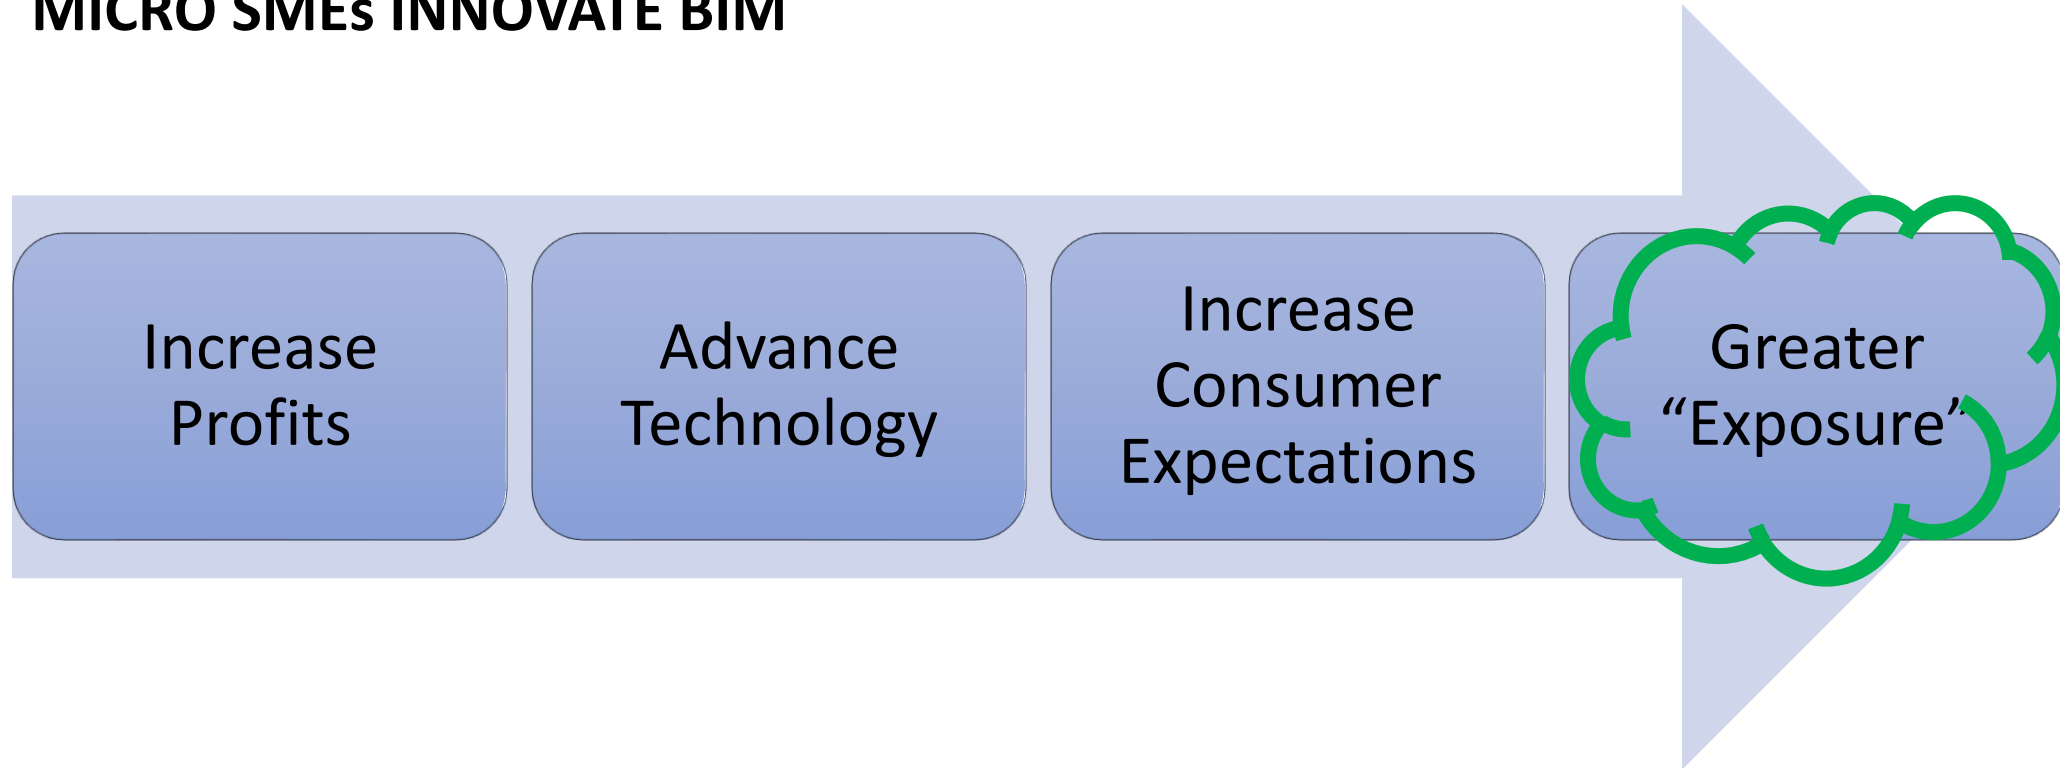 MICRO SMEs INNOVATE BIM
Increase
Profits
Advance
Technology
Increase
Consumer
Expectations
Greater
“Exposure”